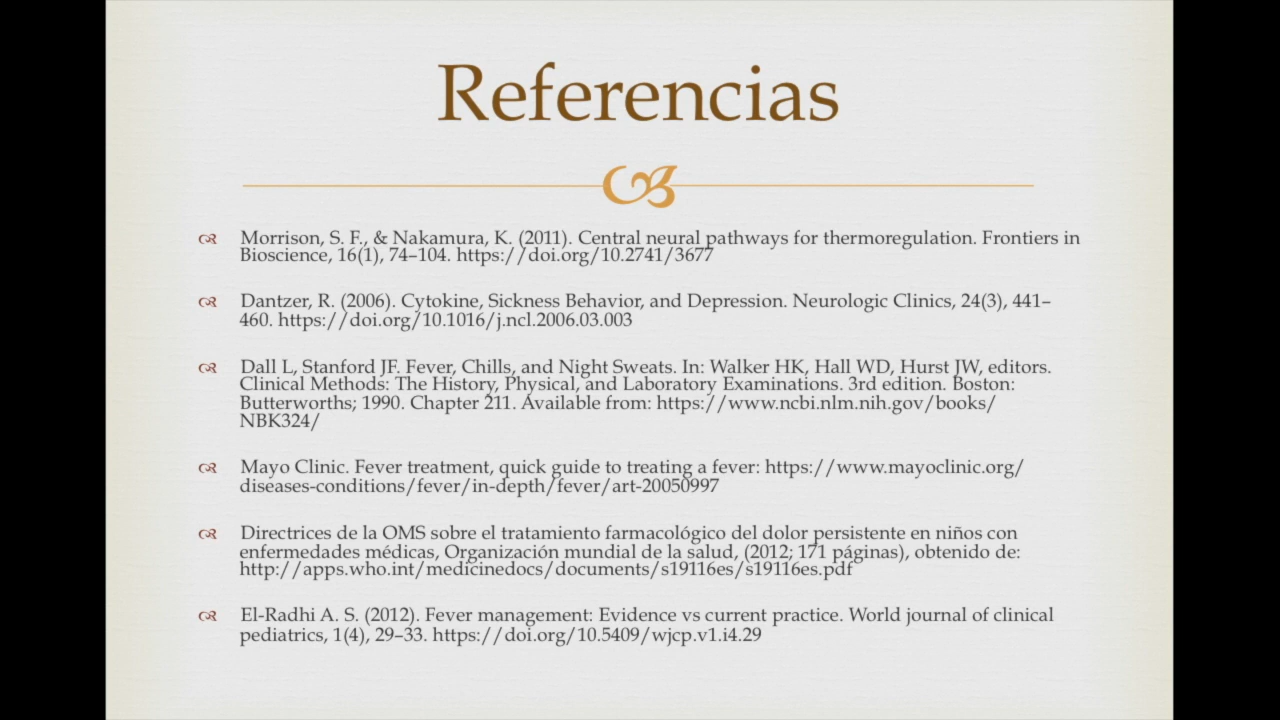 Referencias
Morrison, S. F., & Nakamura, K. (2011). Central neural pathways for thermoregulation. Frontiers in
Bioscience, 16(1), 74–104. https://doi.org/10.2741/3677
Dantzer, R. (2006). Cytokine, Sickness Behavior, and Depression. Neurologic Clinics, 24(3), 441–
460. https://doi.org/10.1016/j.ncl.2006.03.003
Dall L, Stanford JF. Fever, Chills, and Night Sweats. In: Walker HK, Hall WD, Hurst JW, editors.
Clinical Methods: The History, Physical, and Laboratory Examinations. 3rd edition. Boston:
Butterworths; 1990. Chapter 211. Available from: https://www.ncbi.nlm.nih.gov/books/
NBK324/
Mayo Clinic. Fever treatment, quick guide to treating a fever: https://www.mayoclinic.org/
diseases-conditions/fever/in-depth/fever/art-20050997
Directrices de la OMS sobre el tratamiento farmacológico del dolor persistente en niños con
enfermedades médicas, Organización mundial de la salud, (2012; 171 páginas), obtenido de:
http://apps.who.int/medicinedocs/documents/s19116es/s19116es.pdf
El-Radhi A. S. (2012). Fever management: Evidence vs current practice. World journal of clinical
pediatrics, 1(4), 29–33. https://doi.org/10.5409/wjcp.v1.i4.29